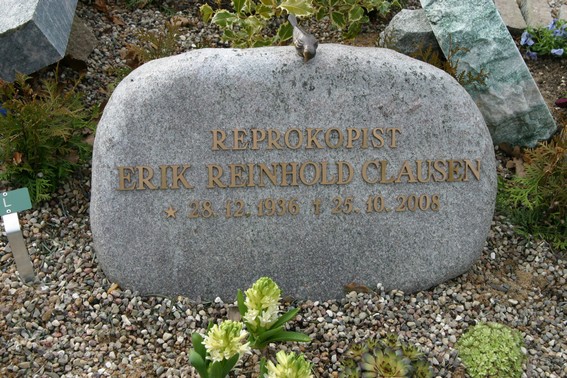 REPROKOPIST
ERIK REINHOLD CLAUSEN
★ 28. 12. 1936 † 25. 10. 2008
L